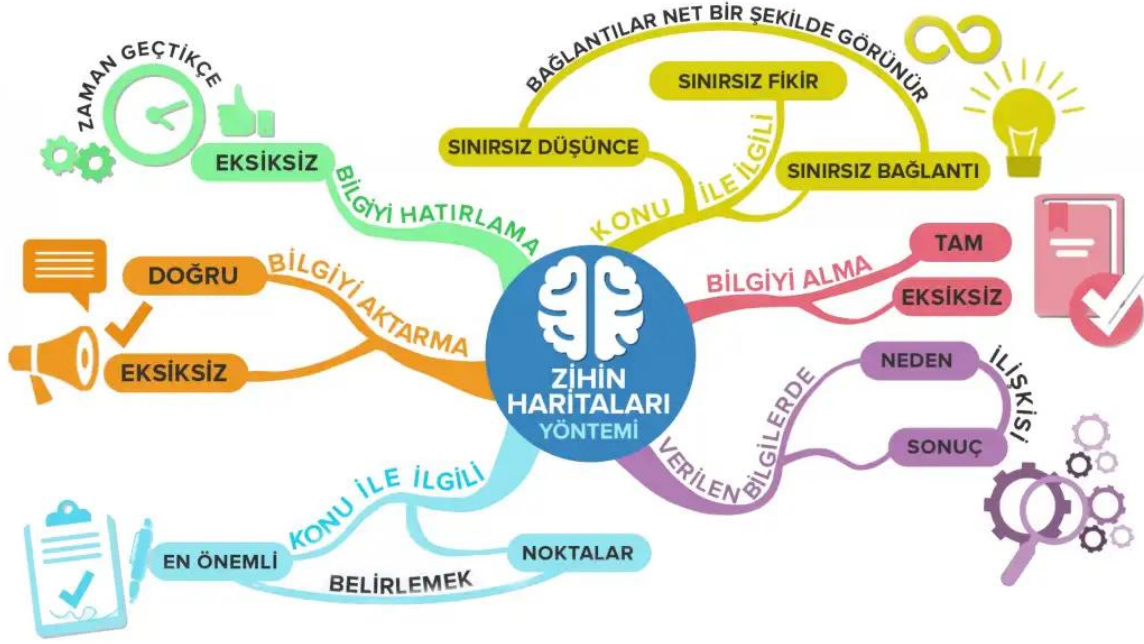 ZİHİN
HARİTALARI
YÖNTEMİ
KONU İLE İLGİLİ
SINIRSIZ DÜŞÜNCE
SINIRSIZ FİKİR
SINIRSIZ BAĞLANTI
BAĞLANTILAR NET BİR ŞEKİLDE GÖRÜNÜR
BİLGİYİ ALMA
TAM
EKSİKSİZ
VERİLEN BİLGİLERDE
NEDEN
SONUÇ
İLİŞKİSİ
KONU İLE İLGİLİ
EN ÖNEMLİ
NOKTALAR
BELİRLEMEK
BİLGİYİ AKTARMA
DOĞRU
EKSİKSİZ
BİLGİYİ HATIRLAMA
EKSİKSİZ
ZAMAN GEÇTİKÇE